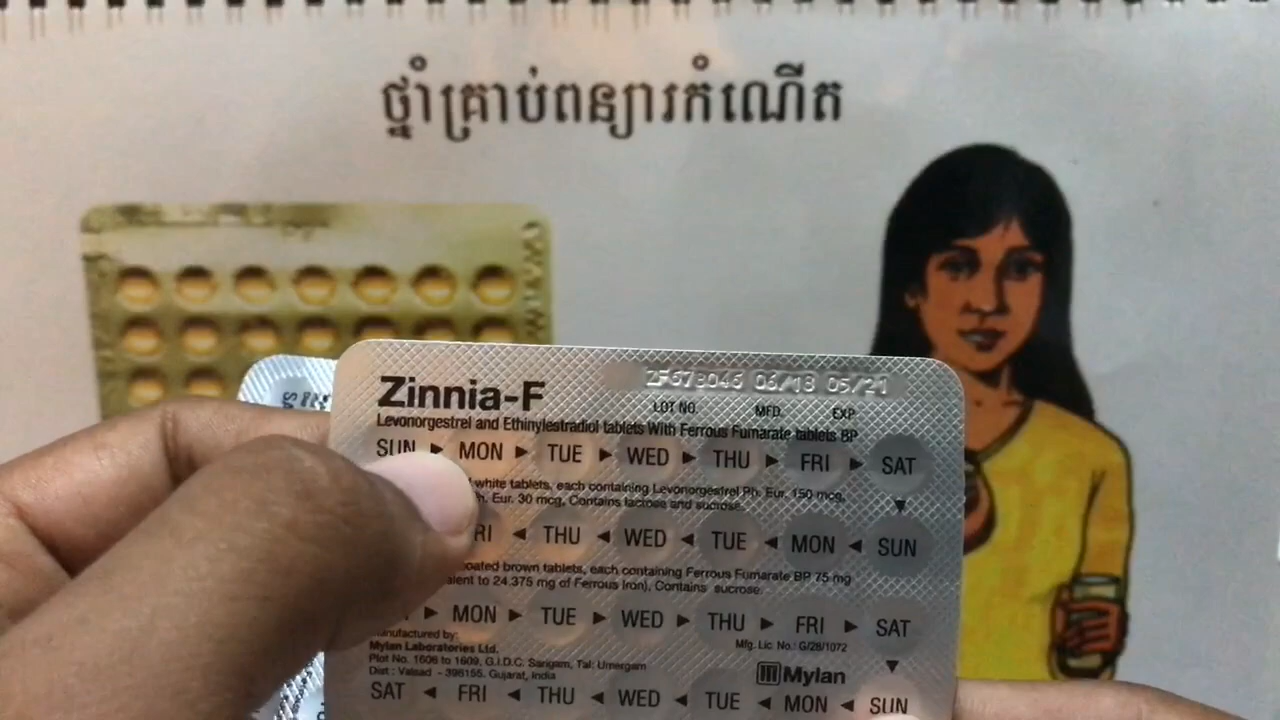 ថ្នាំគ្រាប់ពន្យារកំណើត
Zinnia-F
ZF678046 06/18 05/21
LOT NO. MFD. EXP.
Levonorgestrel and Ethinylestradiol tablets With Ferrous Fumarate tablets BP
SUN MON TUE WED THU FRI SAT
white tablets, each containing Levonorgestrel Ph. Eur. 150 mcg,
Ph. Eur. 30 mcg, Contains lactose and sucrose.
THU WED TUE MON SUN
brown tablets, each containing Ferrous Fumarate BP 75 mg
to 24.375 mg of Ferrous Iron), Contains sucrose.
MON TUE WED THU FRI SAT
Manufactured by:
Mylan Laboratories Ltd.
Mfg. Lic. No.: G/28/1072
Plot No. 1606 to 1609, G.I.D.C. Sarigam, Tal: Umergam
Dist : Valsad - 396155. Gujarat, India
Mylan
SAT FRI THU WED TUE MON SUN